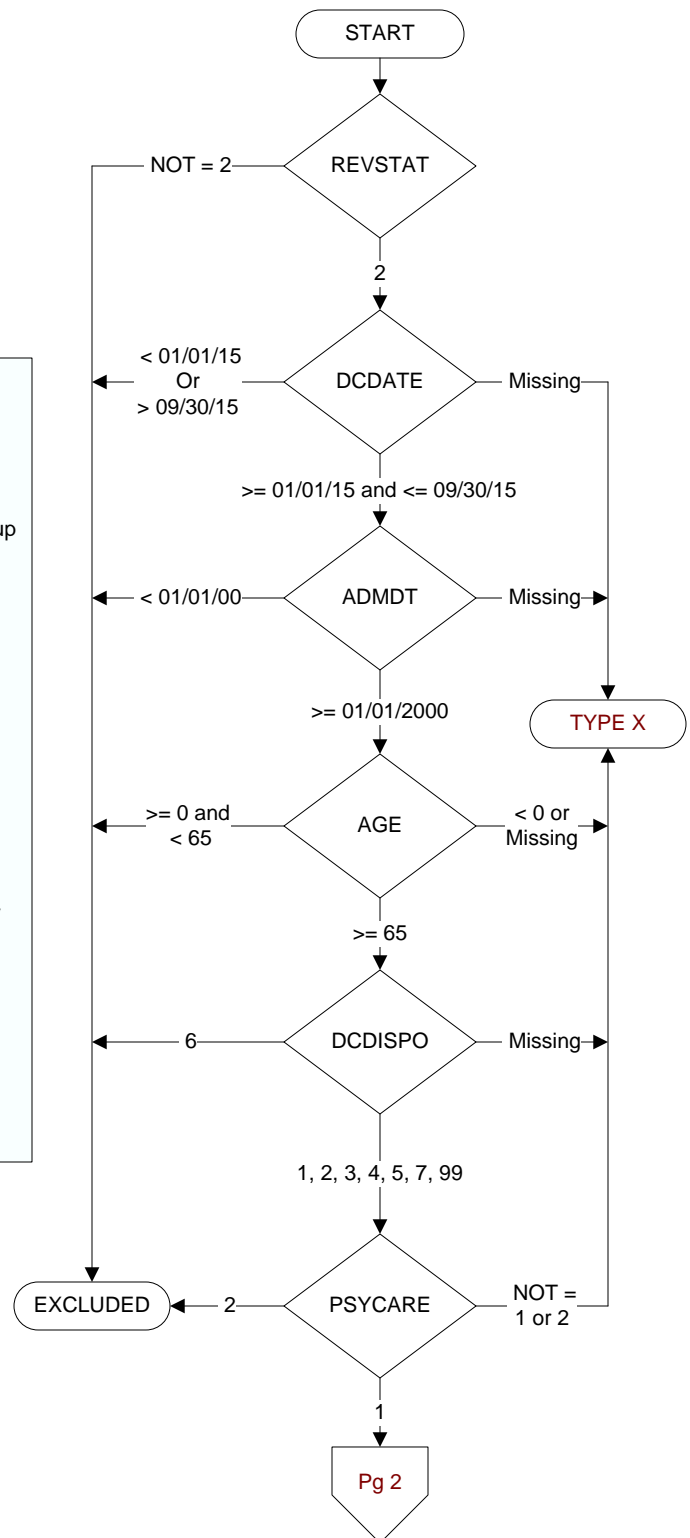 START
REVSTAT
NOT = 2
2
< 01/01/15
Or
> 09/30/15
DCDATE
Missing
>= 01/01/15 and <= 09/30/15
up
< 01/01/00
ADMDT
Missing
>= 01/01/2000
TYPE X
>= 0 and
< 65
AGE
< 0 or
Missing
>= 65
6
DCDISPO
Missing
1, 2, 3, 4, 5, 7, 99
EXCLUDED
2
PSYCARE
NOT =
1 or 2
1
Pg 2